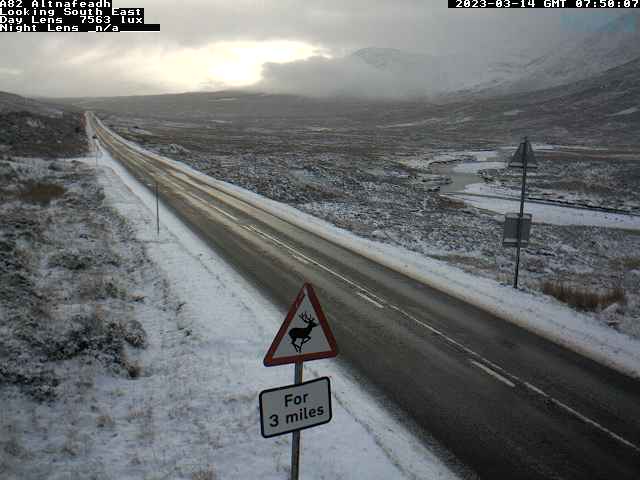 A82 Altnafeadh
Looking South East
Day Lens 7563 lux
Night Lens _n/a
2023-03-14 GMT 07:50:07
For
3 miles